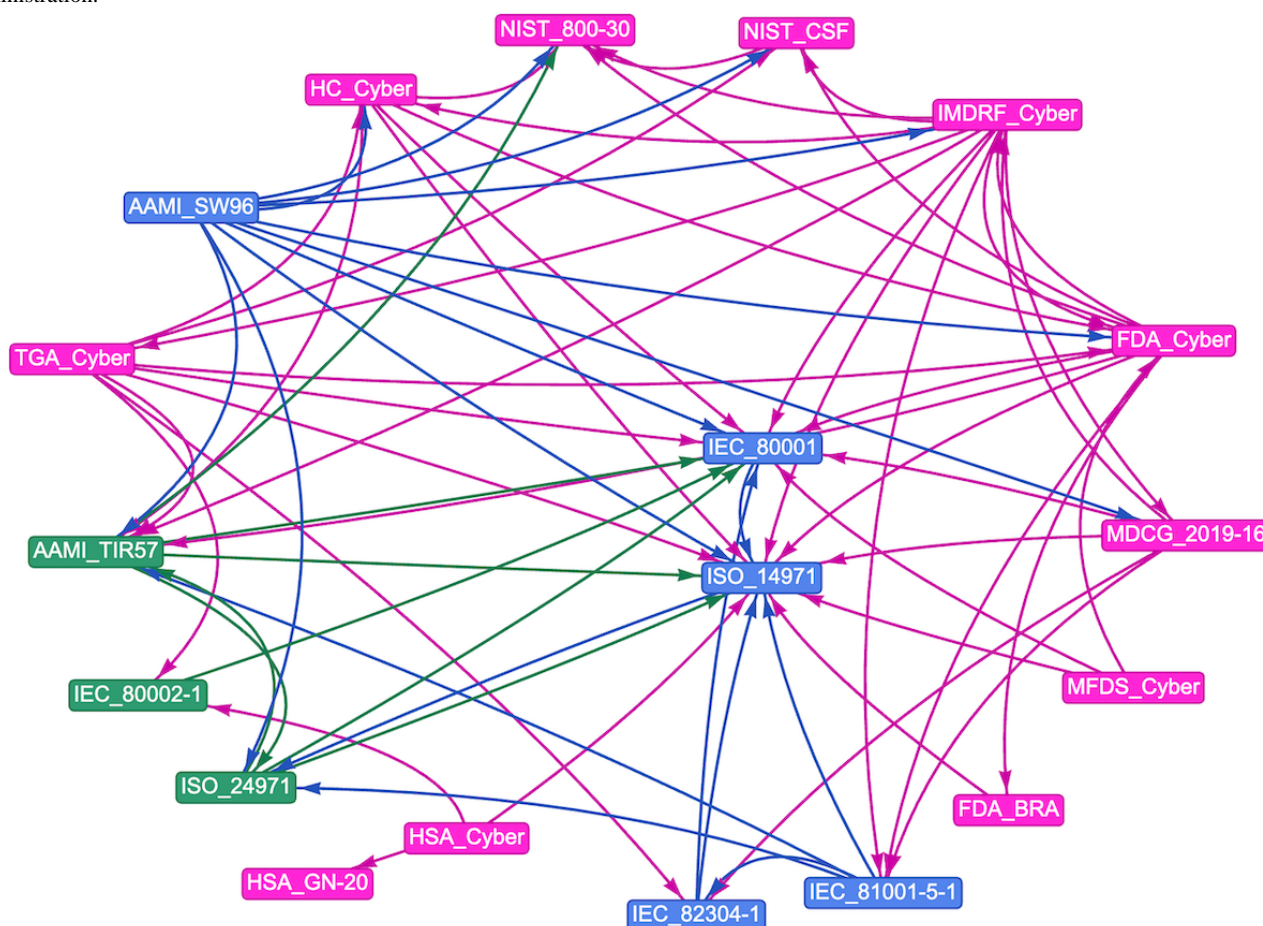 NIST_800-30
NIST_CSF
HC_Cyber
IMDRF_Cyber
AAMI_SW96
FDA_Cyber
TGA_Cyber
IEC_80001
MDCG_2019-16
AAMI_TIR57
ISO_14971
IEC_80002-1
MFDS_Cyber
ISO_24971
FDA_BRA
HSA_Cyber
HSA_GN-20
IEC_81001-5-1
IEC_82304-1